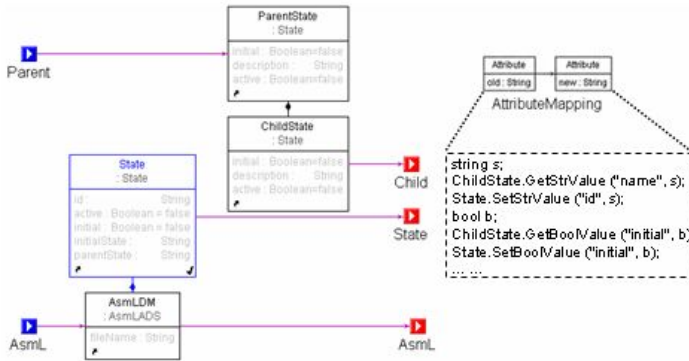 ParentState
: State
initial : Boolean=false
description : String
active : Boolean=false
Parent
ChildState
: State
initial : Boolean=false
description : String
active : Boolean=false
Child
State
: State
id : String
active : Boolean = false
initial : Boolean = false
initialState : String
parentState : String
State
AsmLDM
: AsmLADS
fileName : String
AsmL
AsmL
Attribute
old : String
Attribute
new : String
AttributeMapping
string s;
ChildState.GetStrValue ("name", s);
State.SetStrValue ("id", s);
bool b;
ChildState.GetBoolValue ("initial", b)
State.SetBoolValue ("initial", b);
... ...